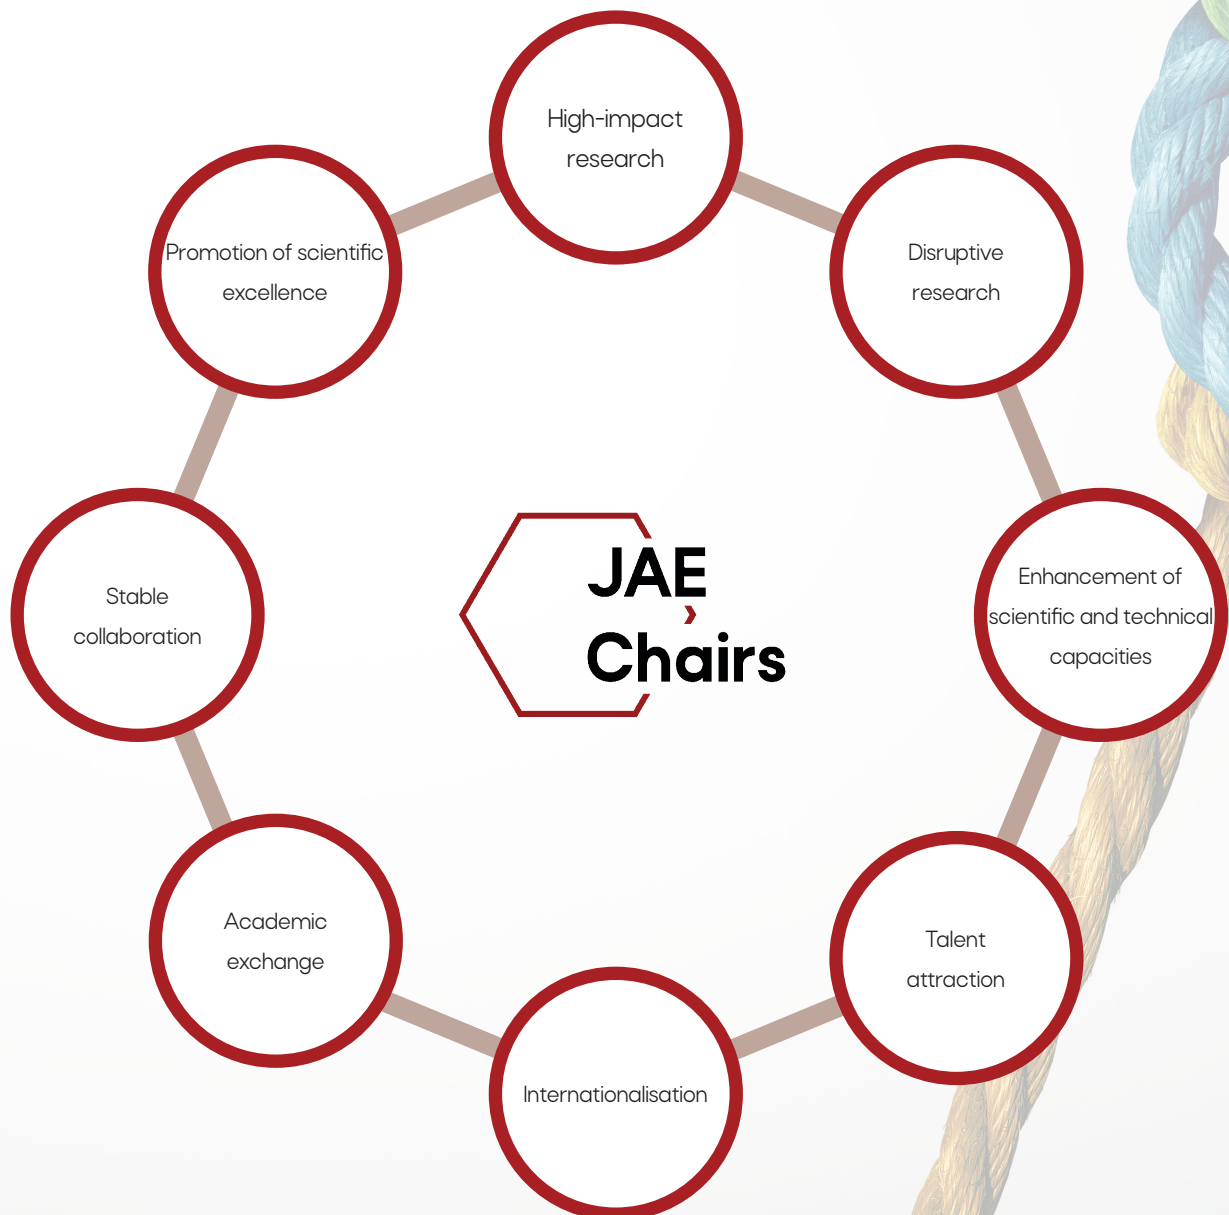 High-impact
research
Disruptive
research
Enhancement of
scientific and technical
capacities
Talent
attraction
Internationalisation
Academic
exchange
Stable
collaboration
Promotion of scientific
excellence
JAE
Chairs